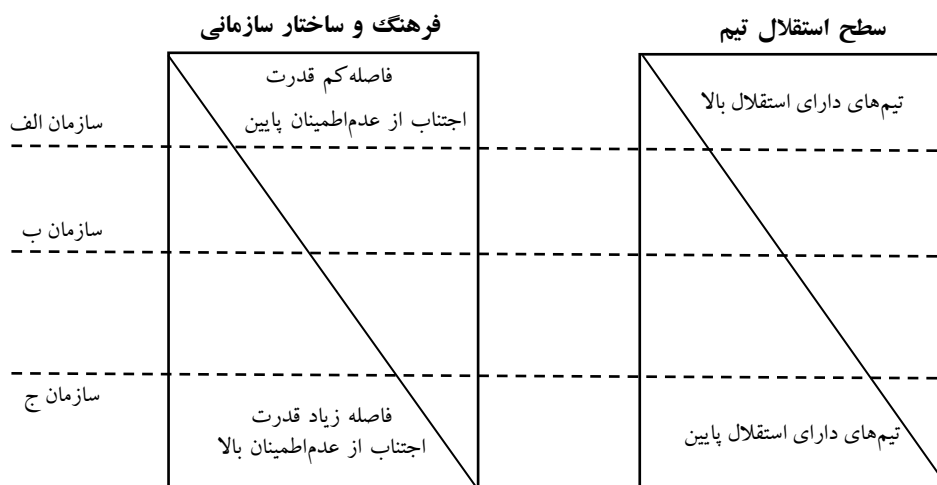 سطح استقلال تیم
فرهنگ و ساختار سازمانی
تیم‌های دارای استقلال بالا
فاصله کم قدرت
اجتناب از عدم‌اطمینان پایین
سازمان الف
سازمان ب
سازمان ج
تیم‌های دارای استقلال پایین
فاصله زیاد قدرت
اجتناب از عدم‌اطمینان بالا